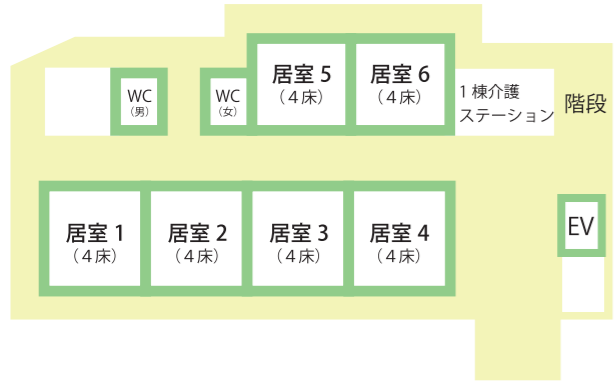 居室 5
（４床）
居室 6
（４床）
WC
（男）
WC
（女）
1 棟介護
ステーション
階段
居室 1
（４床）
居室 2
（４床）
居室 3
（４床）
居室 4
（４床）
EV